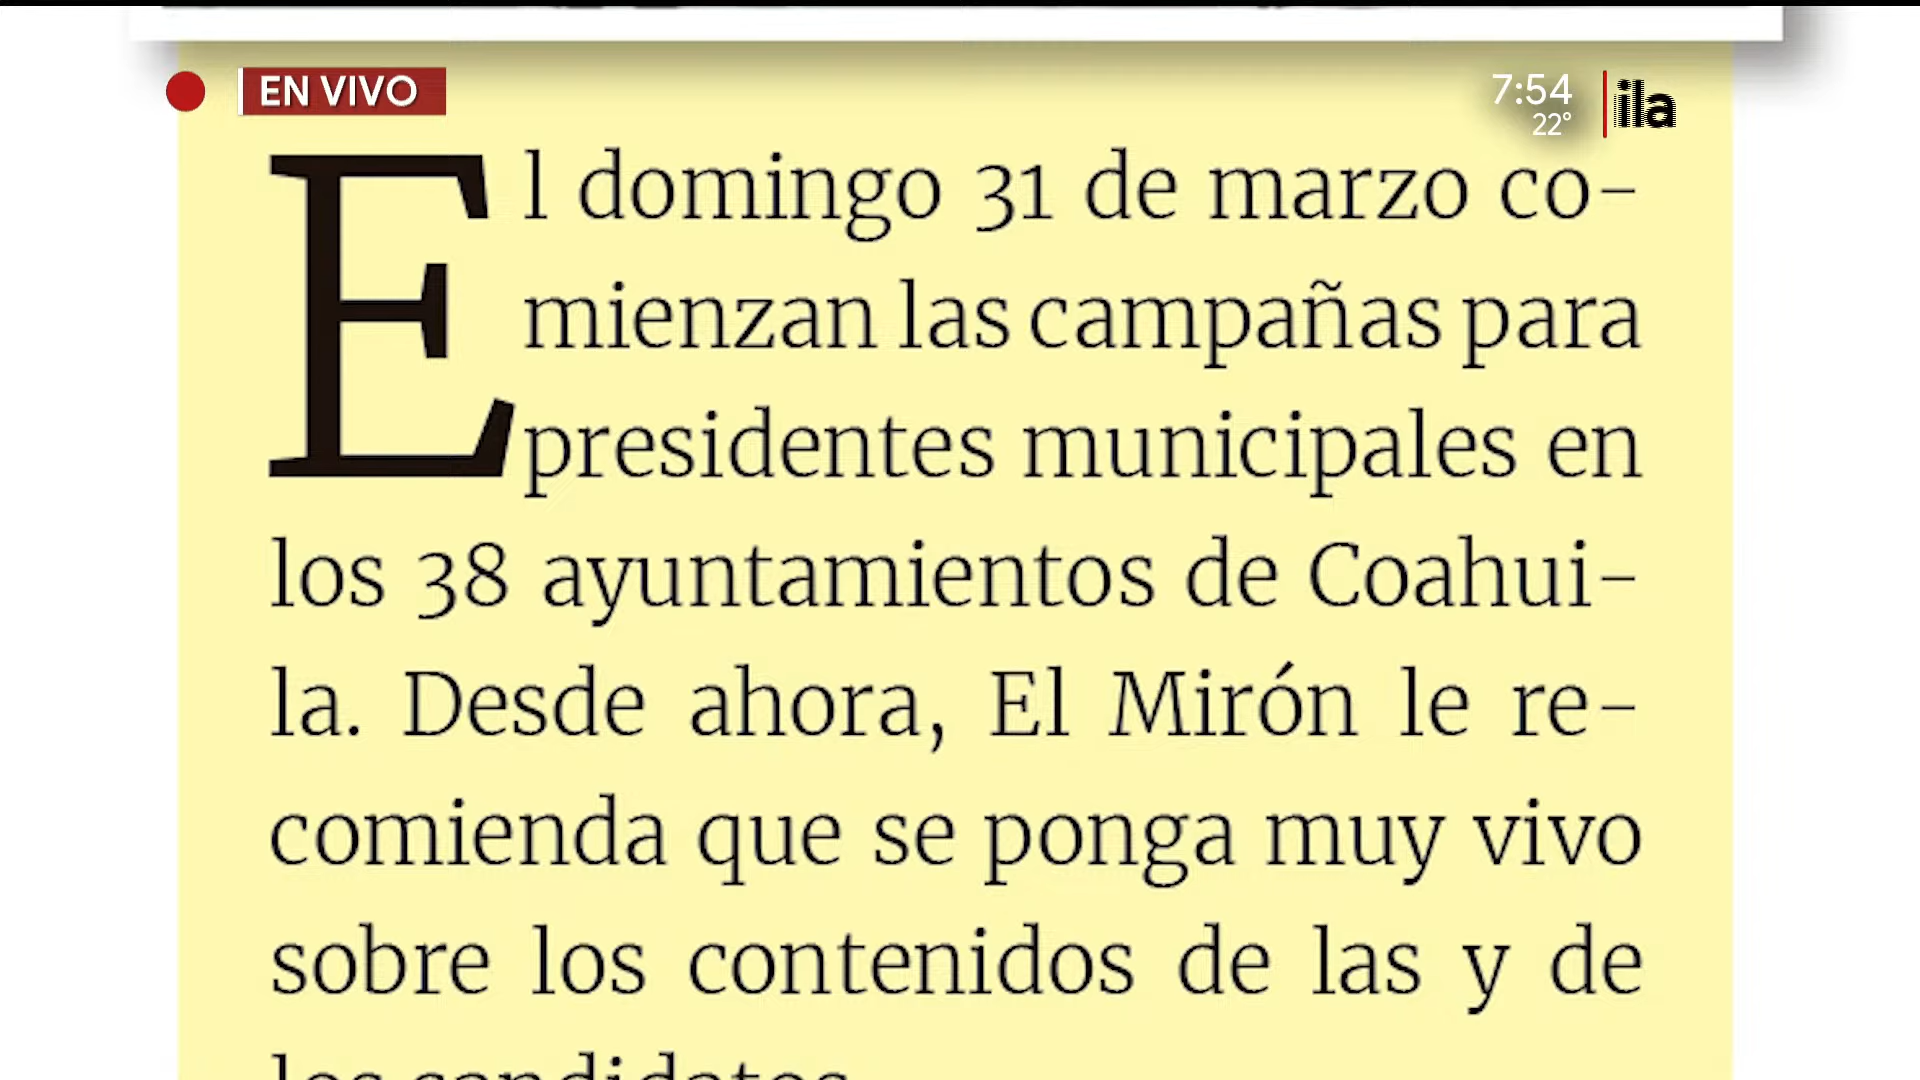 EN VIVO
7:54
22°
ila
El domingo 31 de marzo co-
mienzan las campañas para
presidentes municipales en
los 38 ayuntamientos de Coahui-
la. Desde ahora, El Mirón le re-
comienda que se ponga muy vivo
sobre los contenidos de las y de
los candidatos